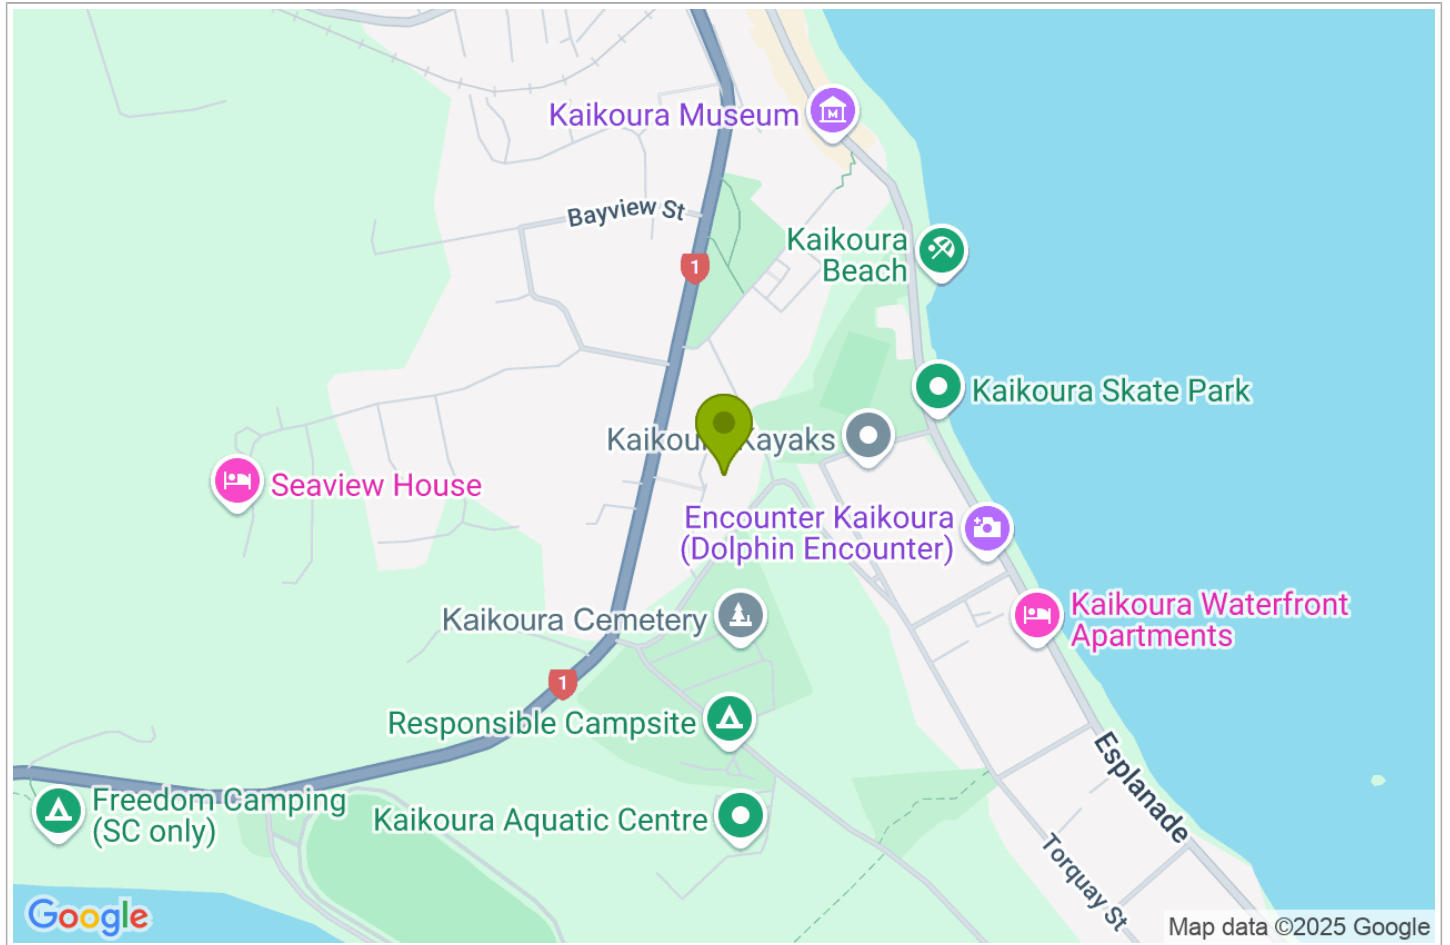 Kaikoura Museum
Bayview St
Kaikoura
Beach
1
Kaikoura Skate Park
Kaikoura Kayaks
Seaview House
Encounter Kaikoura
(Dolphin Encounter)
Kaikoura Waterfront
Apartments
Kaikoura Cemetery
1
Responsible Campsite
Esplanade
Freedom Camping
(SC only)
Kaikoura Aquatic Centre
Torquay St
Google
Map data ©2025 Google